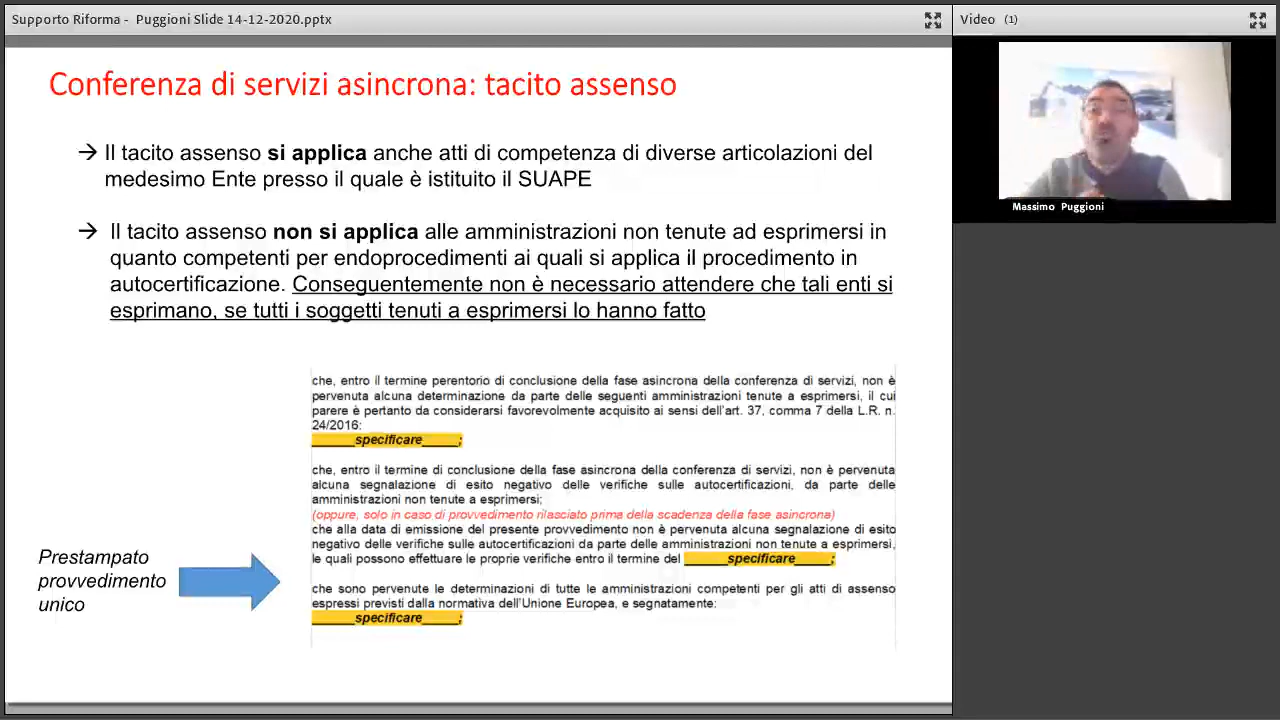 Supporto Riforma - Puggioni Slide 14-12-2020.pptx
Video (1)
Conferenza di servizi asincrona: tacito assenso
→ Il tacito assenso si applica anche atti di competenza di diverse articolazioni del
medesimo Ente presso il quale è istituito il SUAPE
→ Il tacito assenso non si applica alle amministrazioni non tenute ad esprimersi in
quanto competenti per endoprocedimenti ai quali si applica il procedimento in
autocertificazione. Conseguentemente non è necessario attendere che tali enti si
esprimano, se tutti i soggetti tenuti a esprimersi lo hanno fatto
che, entro il termine perentorio di conclusione della fase asincrona della conferenza di servizi, non è
pervenuta alcuna determinazione da parte delle seguenti amministrazioni tenute a esprimersi, il cui
parere è pertanto da considerarsi favorevolmente acquisito ai sensi dell'art. 37, comma 7 della L.R. n.
24/2016:
______specificare_____;
che, entro il termine di conclusione della fase asincrona della conferenza di servizi, non è pervenuta
alcuna segnalazione di esito negativo delle verifiche sulle autocertificazioni, da parte delle
amministrazioni non tenute a esprimersi;
(oppure, solo in caso di provvedimento rilasciato prima della scadenza della fase asincrona)
che alla data di emissione del presente provvedimento non è pervenuta alcuna segnalazione di esito
negativo delle verifiche sulle autocertificazioni da parte delle amministrazioni non tenute a esprimersi,
le quali possono effettuare le proprie verifiche entro il termine del ______specificare_____;
che sono pervenute le determinazioni di tutte le amministrazioni competenti per gli atti di assenso
espressi previsti dalla normativa dell'Unione Europea, e segnatamente:
______specificare_____;
Prestampato
provvedimento
unico
Massimo Puggioni